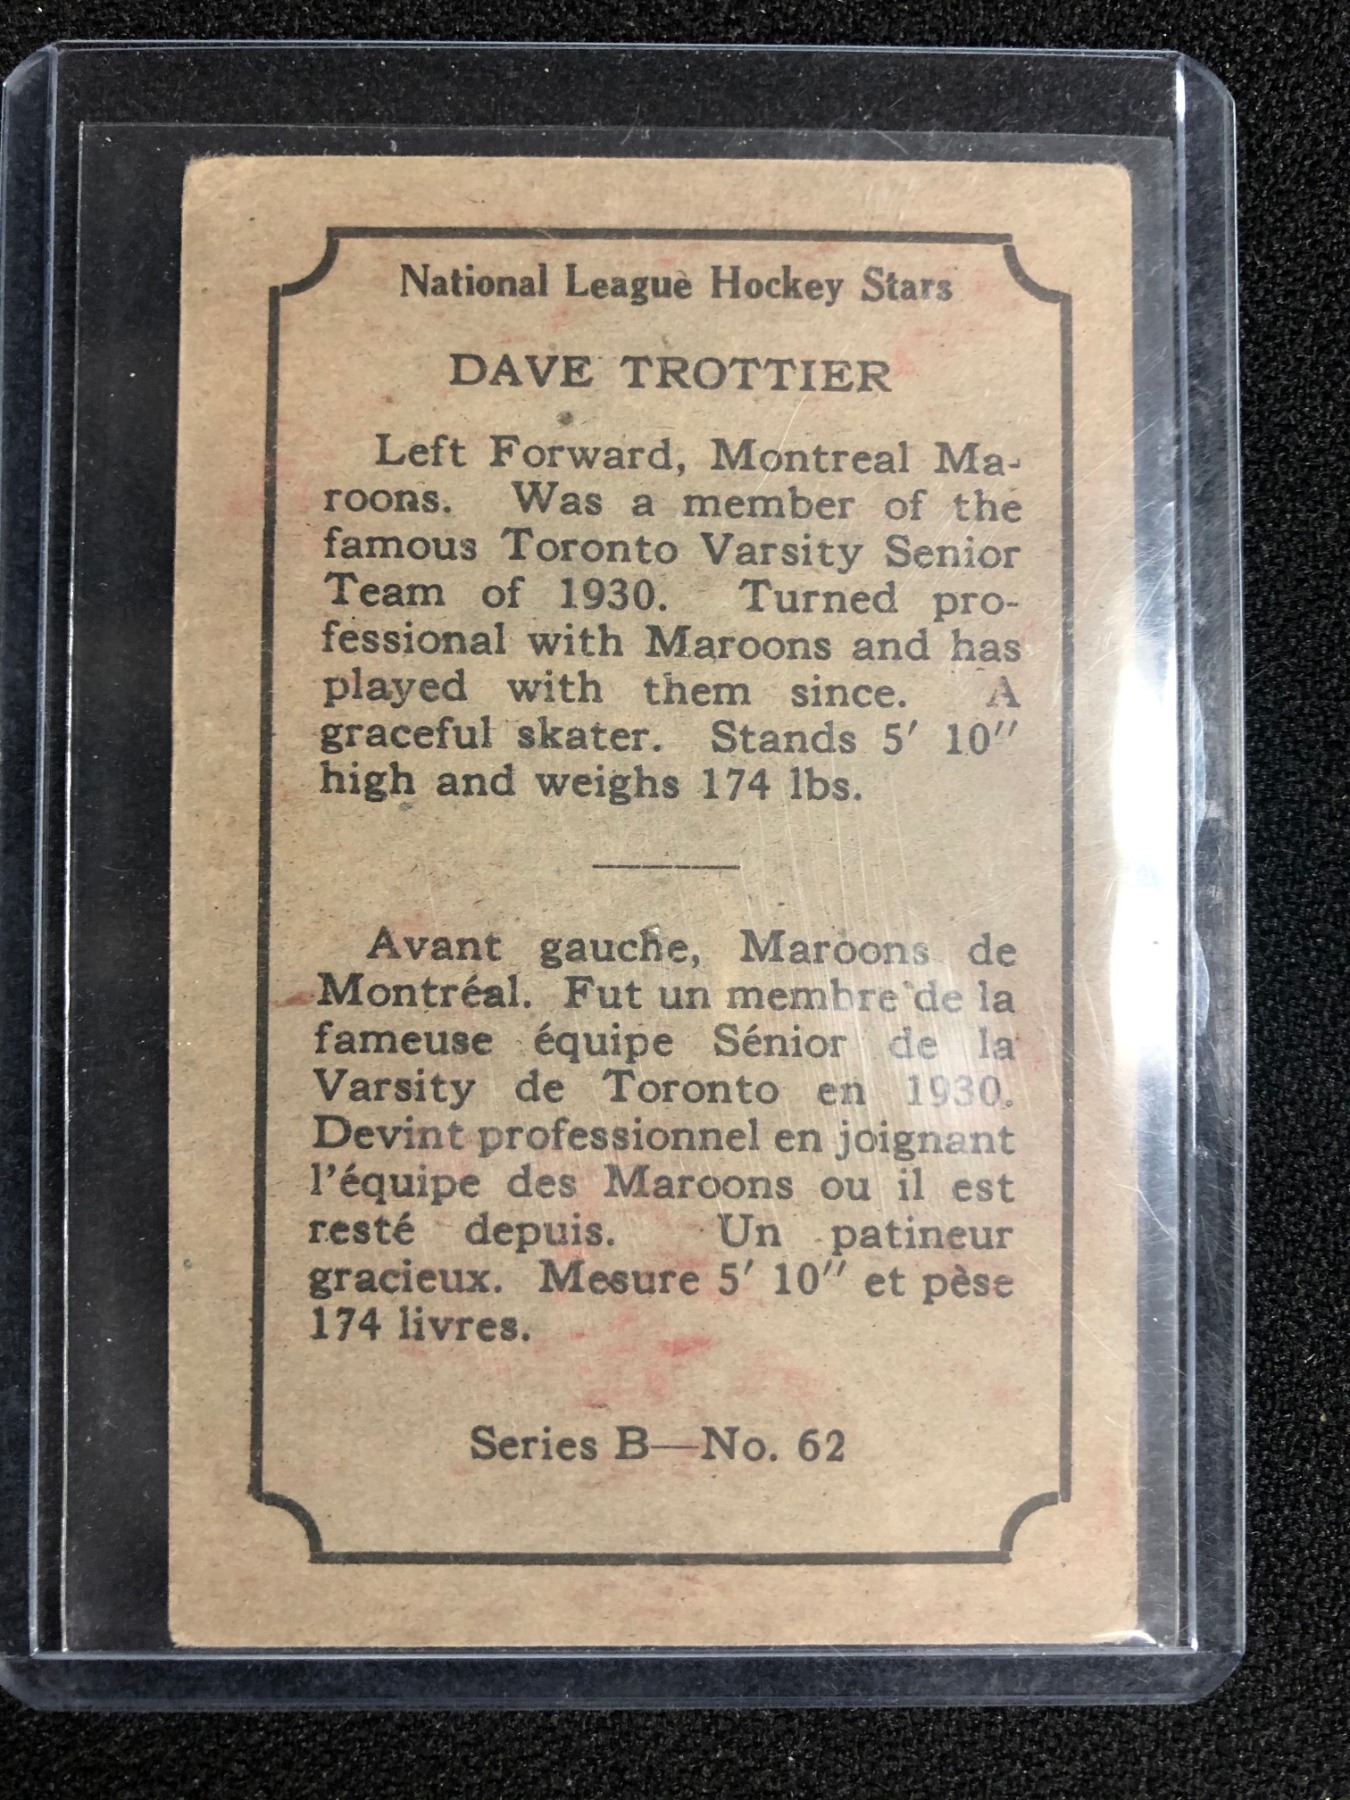 National League Hockey Stars
DAVE TROTTIER
Left Forward, Montreal Ma-
roons. Was a member of the
famous Toronto Varsity Senior
Team of 1930. Turned pro-
fessional with Maroons and has
played with them since. A
graceful skater. Stands 5′ 10″
high and weighs 174 lbs.
Avant gauche, Maroons de
Montréal. Fut un membre de la
fameuse équipe Sénior de la
Varsity de Toronto en 1930.
Devint professionnel en joignant
l'équipe des Maroons ou il est
resté depuis. Un patineur
gracieux. Mesure 5′ 10″ et pèse
174 livres.
Series B—No. 62